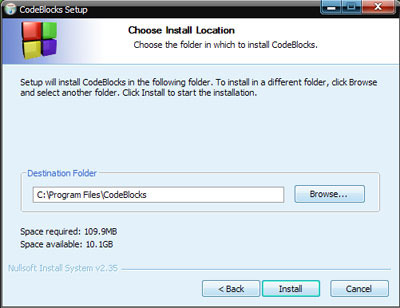 CodeBlocks Setup
Choose Install Location
Choose the folder in which to install CodeBlocks.
Setup will install CodeBlocks in the following folder. To install in a different folder, click Browse
and select another folder. Click Install to start the installation.
Destination Folder
C:\Program Files\CodeBlocks
Browse...
Space required: 109.9MB
Space available: 10.1GB
Nullsoft Install System v2.35
< Back
Install
Cancel